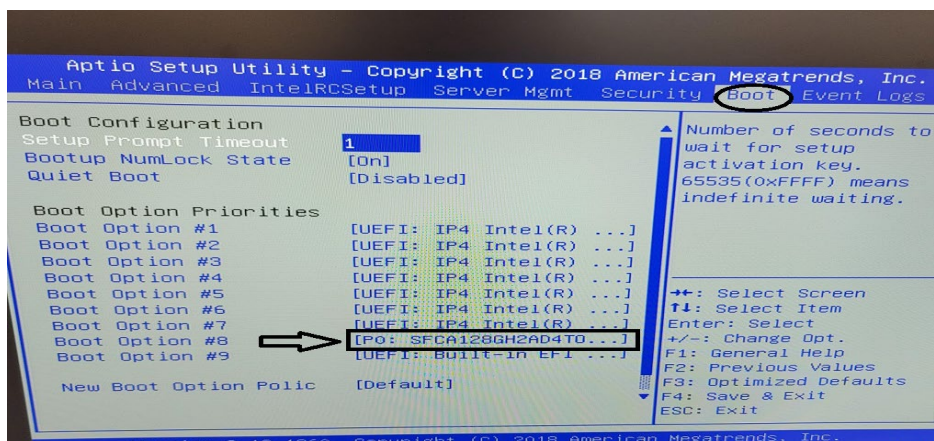 Aptio Setup Utility – Copyright (C) 2018 American Megatrends, Inc.
Main Advanced IntelRCSetup Server Mgmt Security Boot Event Logs
Boot Configuration
Setup Prompt Timeout 1
Bootup NumLock State [On]
Quiet Boot [Disabled]
Boot Option Priorities
Boot Option #1 [UEFI: IP4 Intel(R) ...]
Boot Option #2 [UEFI: IP4 Intel(R) ...]
Boot Option #3 [UEFI: IP4 Intel(R) ...]
Boot Option #4 [UEFI: IP4 Intel(R) ...]
Boot Option #5 [UEFI: IP4 Intel(R) ...]
Boot Option #6 [UEFI: IP4 Intel(R) ...]
Boot Option #7 [UEFI: IP4 Intel(R) ...]
Boot Option #8 [P0: SFCA128GH2AD4TO...]
Boot Option #9 [UEFI: Built-in EFI ...]
New Boot Option Polic [Default]
Number of seconds to
wait for setup
activation key.
65535(0xFFFF) means
indefinite waiting.
→←: Select Screen
↑↓: Select Item
Enter: Select
+/-: Change Opt.
F1: General Help
F2: Previous Values
F3: Optimized Defaults
F4: Save & Exit
ESC: Exit
Copyright (C) 2018 American Megatrends, Inc.